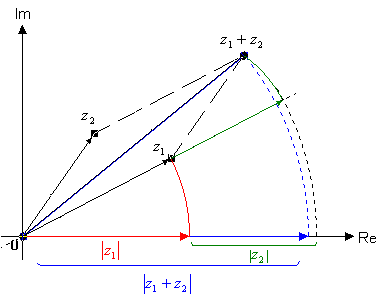 Im
z₁ + z₂
z₂
z₁
0
Re
|z₁|
|z₂|
|z₁ + z₂|